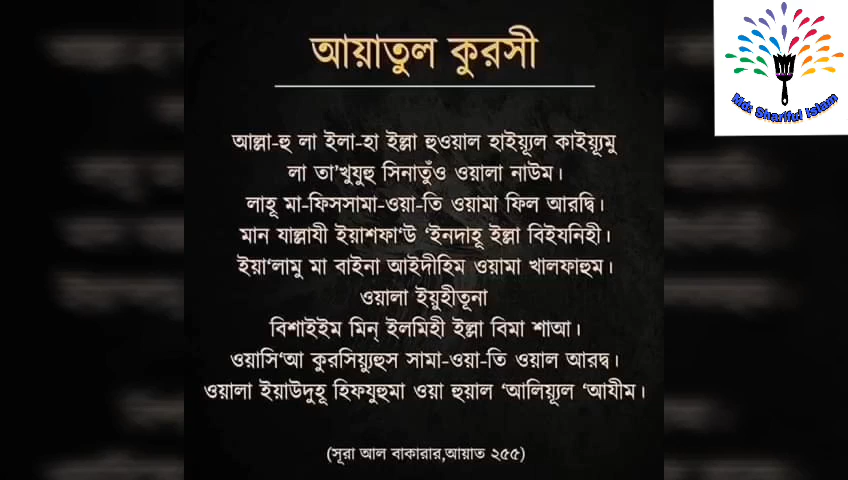 আয়াতুল কুরসী
আল্লা-হু লা ইলা-হা ইল্লা হুওয়াল হাইয়্যূল কাইয়্যূমু
লা তা'খুযুহু সিনাতুঁও ওয়ালা নাউম।
লাহূ মা-ফিসসামা-ওয়া-তি ওয়ামা ফিল আরদ্বি।
মান যাল্লাযী ইয়াশফা‘উ ‘ইনদাহূ ইল্লা বিইযনিহী।
ইয়া‘লামু মা বাইনা আইদীহিম ওয়ামা খালফাহুম।
ওয়ালা ইয়ুহীতূনা
বিশাইইম মিন্ ইলমিহী ইল্লা বিমা শাআ।
ওয়াসি‘আ কুরসিয়্যুহুস সামা-ওয়া-তি ওয়াল আরদ্ব।
ওয়ালা ইয়াউদুহূ হিফযুহুমা ওয়া হুয়াল ‘আলিয়্যূল ‘আযীম।
(সূরা আল বাকারার,আয়াত ২৫৫)
Md: Shariful Islam